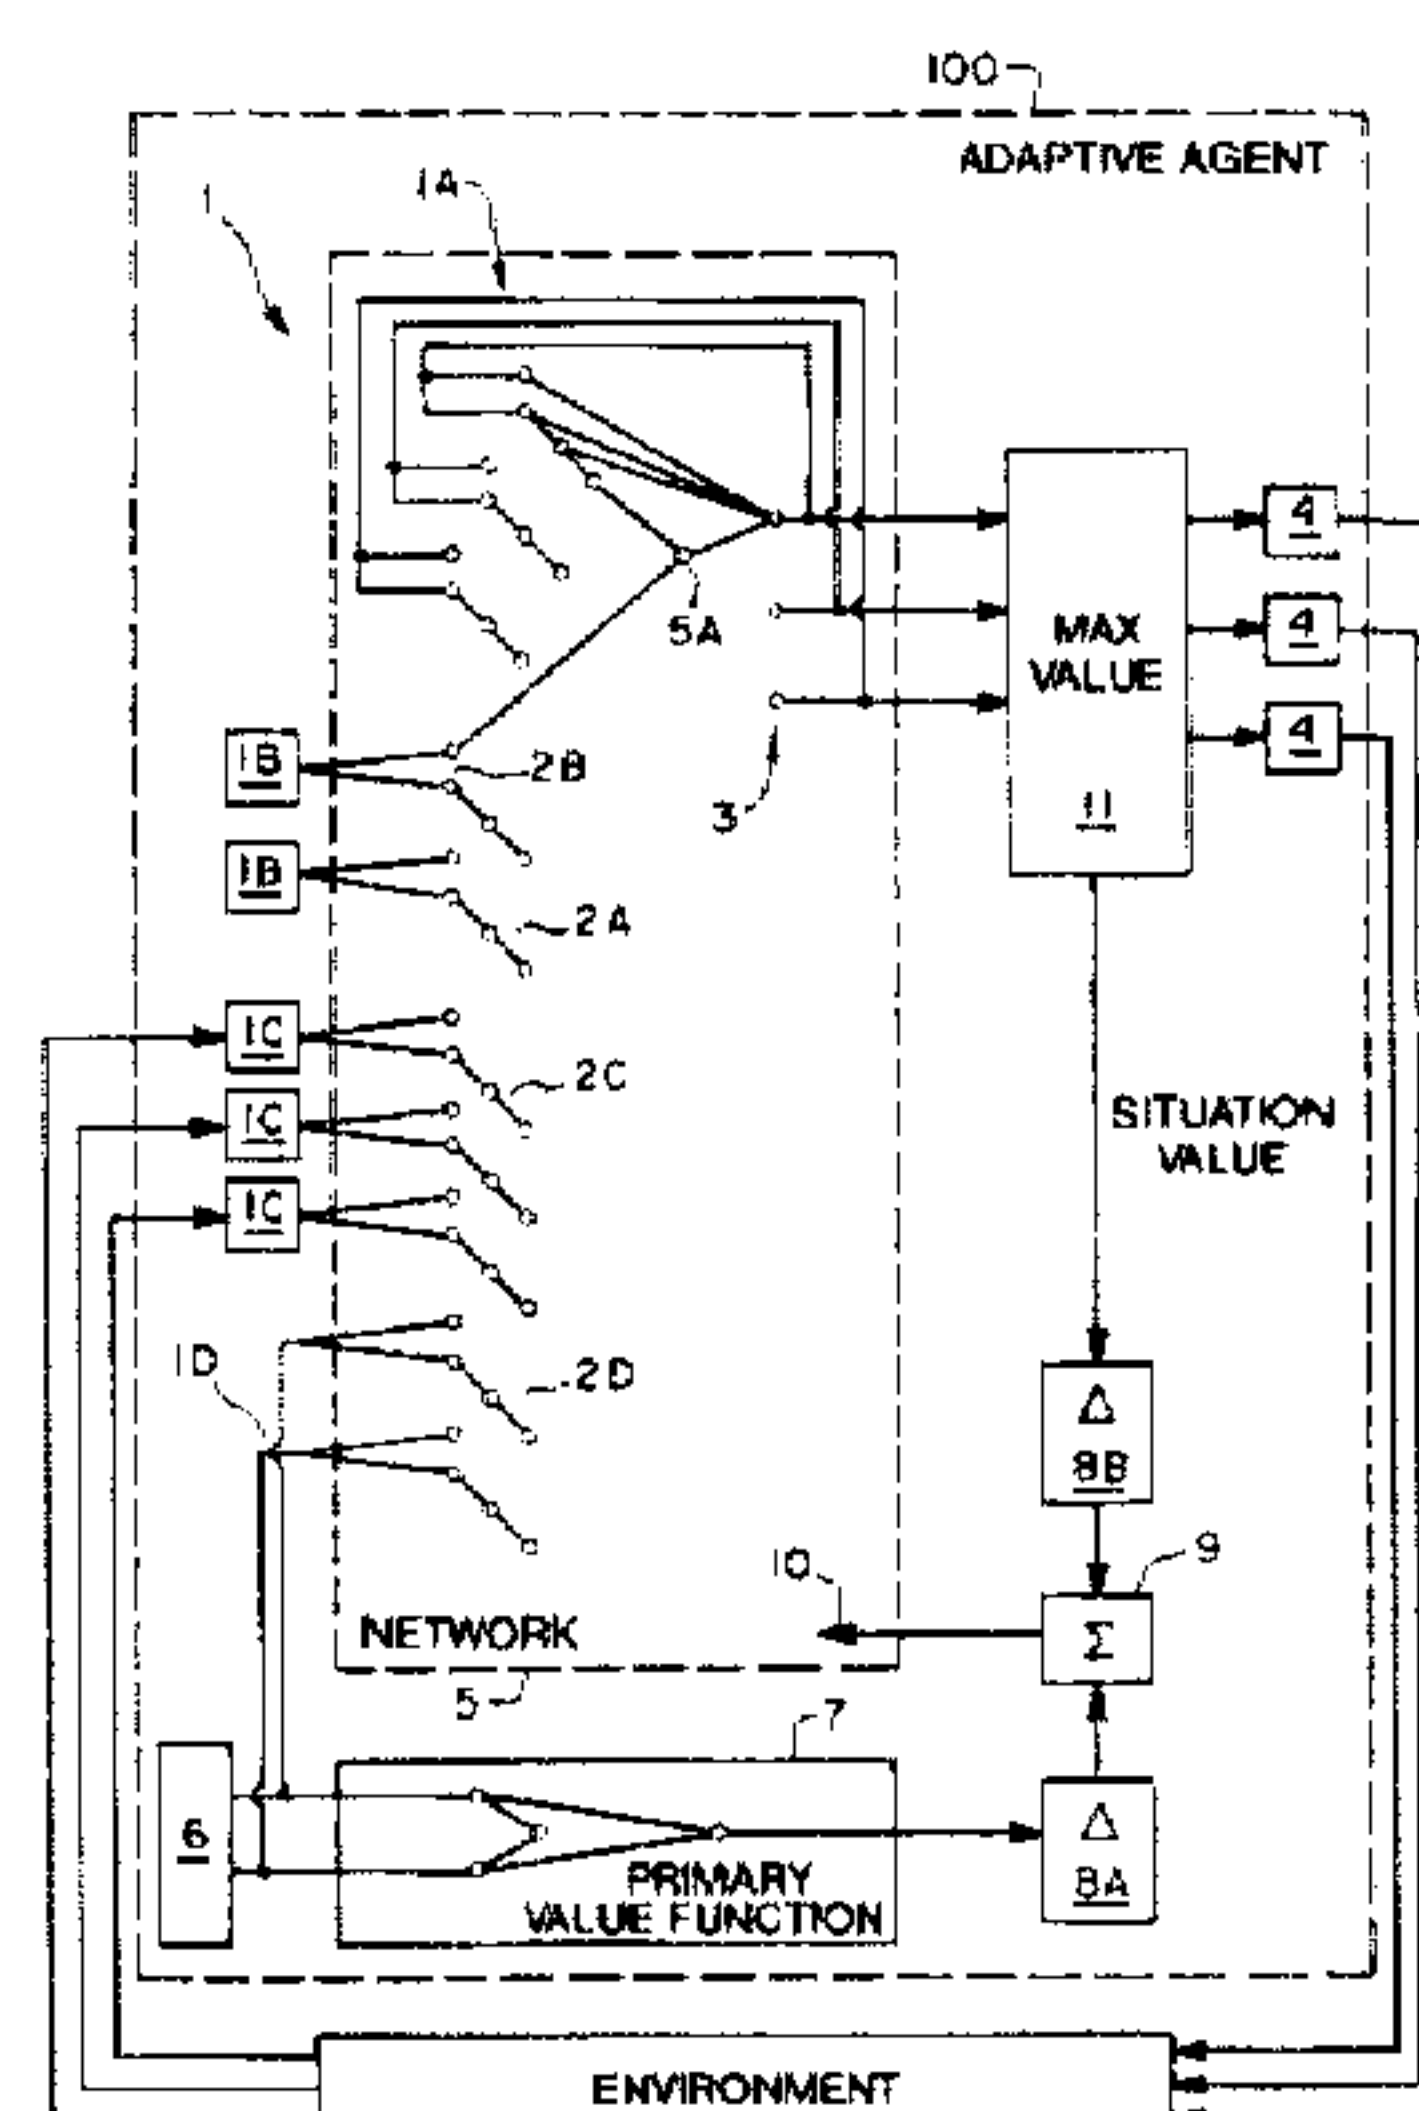 100
ADAPTIVE AGENT
1
1A
4
MAX
VALUE
11
4
4
5A
3
1B
2B
1B
2A
1C
2C
1C
1C
SITUATION
VALUE
1D
2D
Δ
8B
10
9
Σ
NETWORK
5
7
6
PRIMARY
VALUE FUNCTION
Δ
8A
ENVIRONMENT